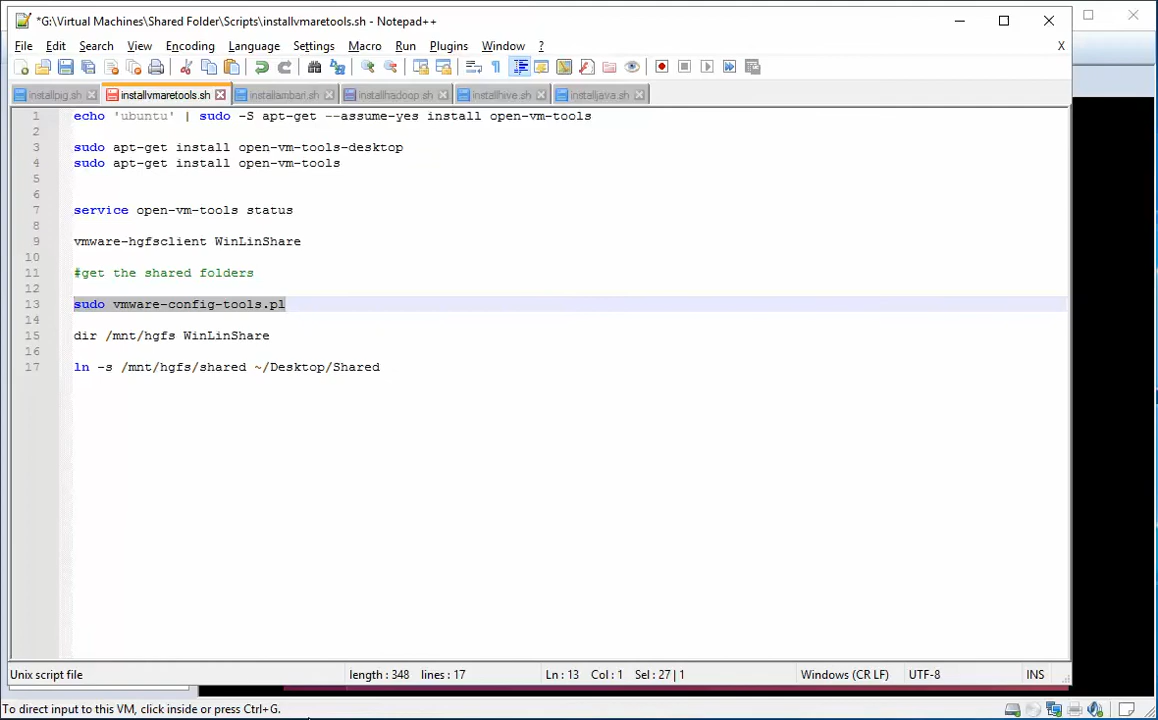 *G:\Virtual Machines\Shared Folder\Scripts\installvmaretools.sh - Notepad++
File Edit Search View Encoding Language Settings Macro Run Plugins Window ? X
installpig.sh installvmaretools.sh installambari.sh installhadoop.sh installhive.sh installjava.sh
1 echo 'ubuntu' | sudo -S apt-get --assume-yes install open-vm-tools
2
3 sudo apt-get install open-vm-tools-desktop
4 sudo apt-get install open-vm-tools
5
6
7 service open-vm-tools status
8
9 vmware-hgfsclient WinLinShare
10
11 #get the shared folders
12
13 sudo vmware-config-tools.pl
14
15 dir /mnt/hgfs WinLinShare
16
17 ln -s /mnt/hgfs/shared ~/Desktop/Shared
Unix script file length : 348 lines : 17 Ln : 13 Col : 1 Sel : 27 | 1 Windows (CR LF) UTF-8 INS
To direct input to this VM, click inside or press Ctrl+G.